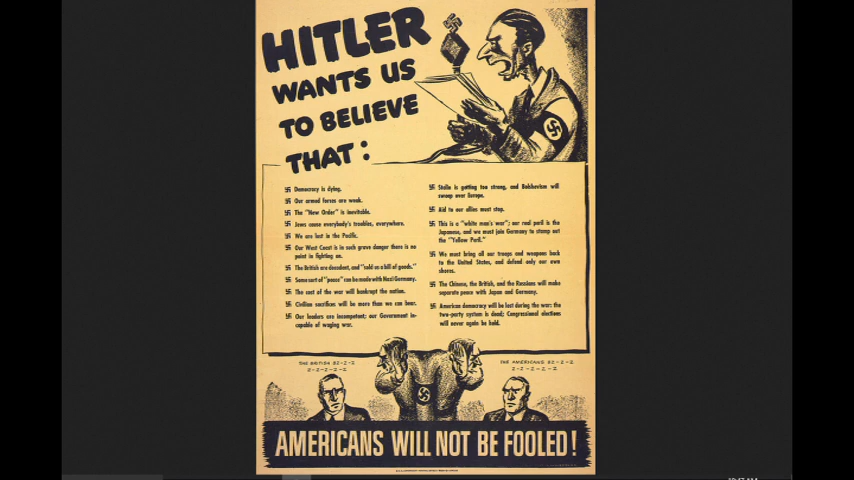 HITLER
WANTS US
TO BELIEVE
THAT:
Democracy is dying.
Our armed forces are weak.
The "New Order" is inevitable.
Jews cause everybody's troubles, everywhere.
We are lost in the Pacific.
Our West Coast is in such grave danger there is no
point in fighting on.
The British are decadent, and "sold us a bill of goods."
Some sort of "peace" can be made with Nazi Germany.
The cost of the war will bankrupt the nation.
Civilian sacrifices will be more than we can bear.
Our leaders are incompetent; our Government in-
capable of waging war.
Stalin is getting too strong, and Bolshevism will
sweep over Europe.
Aid to our allies must stop.
This is a "white man's war"; our real peril is the
Japanese, and we must join Germany to stamp out
the "Yellow Peril."
We must bring all our troops and weapons back
to the United States, and defend only our own
shores.
The Chinese, the British, and the Russians will make
separate peace with Japan and Germany.
American democracy will be lost during the war; the
two-party system is dead; Congressional elections
will never again be held.
THE BRITISH BZ-Z-Z
Z-Z-Z-Z-Z
THE AMERICANS BZ-Z-Z
Z-Z-Z-Z-Z
AMERICANS WILL NOT BE FOOLED!